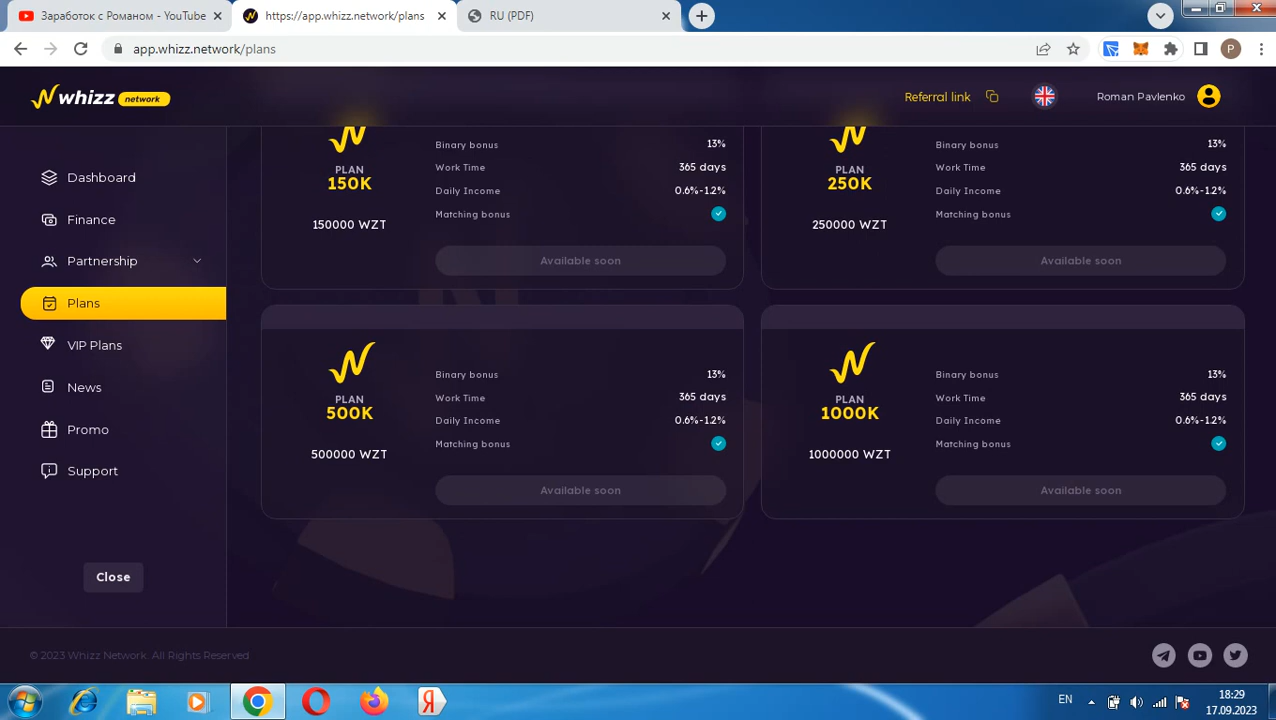 Заработок с Романом - YouTube
https://app.whizz.network/plans
RU (PDF)
app.whizz.network/plans
P
whizz network
Referral link
Roman Pavlenko
Dashboard
Finance
Partnership
Plans
VIP Plans
News
Promo
Support
Close
PLAN
150K
150000 WZT
Binary bonus 13%
Work Time 365 days
Daily Income 0.6%-1.2%
Matching bonus
Available soon
PLAN
250K
250000 WZT
Binary bonus 13%
Work Time 365 days
Daily Income 0.6%-1.2%
Matching bonus
Available soon
PLAN
500K
500000 WZT
Binary bonus 13%
Work Time 365 days
Daily Income 0.6%-1.2%
Matching bonus
Available soon
PLAN
1000K
1000000 WZT
Binary bonus 13%
Work Time 365 days
Daily Income 0.6%-1.2%
Matching bonus
Available soon
© 2023 Whizz Network. All Rights Reserved
Я
EN
18:29
17.09.2023